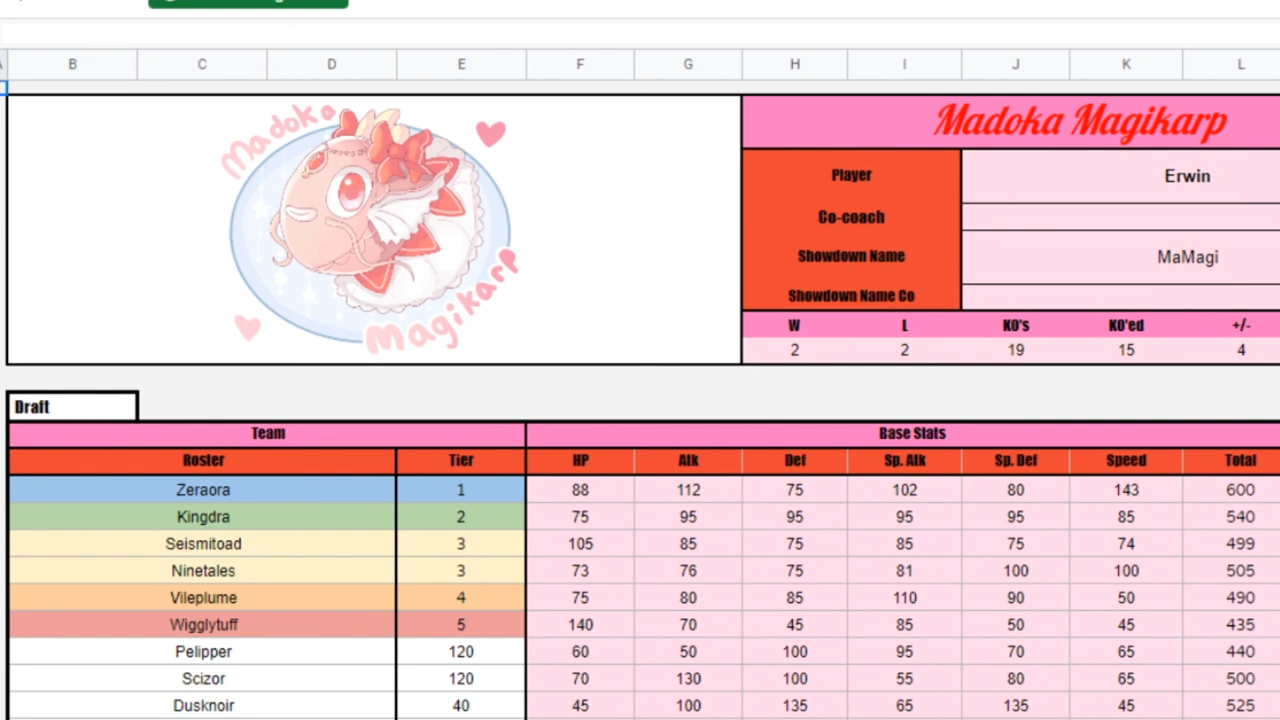 A B C D E F G H I J K L
Madoka
Magikarp
Madoka Magikarp
Player Erwin
Co-coach
Showdown Name MaMagi
Showdown Name Co
W L KO's KO'ed +/-
2 2 19 15 4
Draft
Team Base Stats
Roster Tier HP Atk Def Sp. Atk Sp. Def Speed Total
Zeraora 1 88 112 75 102 80 143 600
Kingdra 2 75 95 95 95 95 85 540
Seismitoad 3 105 85 75 85 75 74 499
Ninetales 3 73 76 75 81 100 100 505
Vileplume 4 75 80 85 110 90 50 490
Wigglytuff 5 140 70 45 85 50 45 435
Pelipper 120 60 50 100 95 70 65 440
Scizor 120 70 130 100 55 80 65 500
Dusknoir 40 45 100 135 65 135 45 525